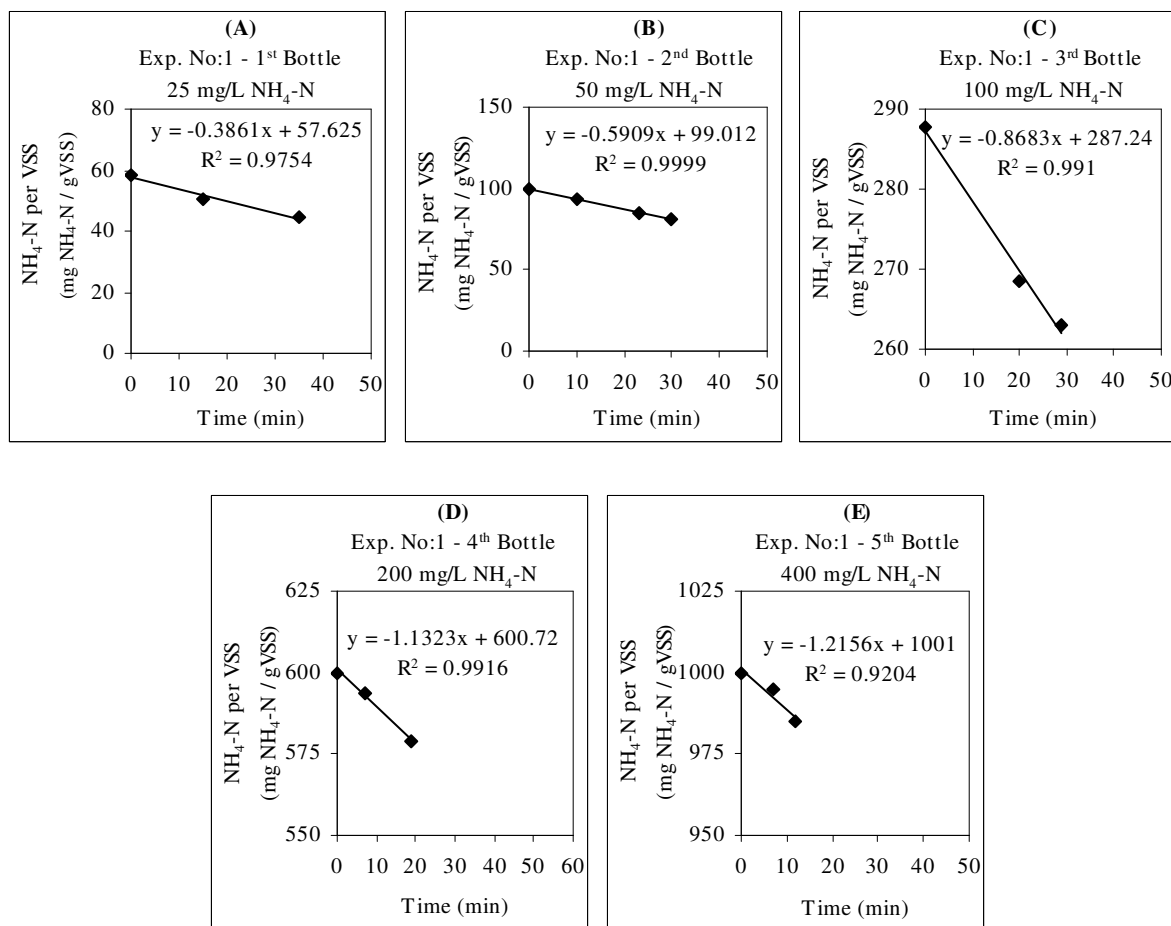 (A)
Exp. No:1 - 1st Bottle
25 mg/L NH4-N
80
60
40
20
0
y = -0.3861x + 57.625
R2 = 0.9754
NH4-N per VSS
(mg NH4-N / gVSS)
0 10 20 30 40 50
Time (min)
(B)
Exp. No:1 - 2nd Bottle
50 mg/L NH4-N
150
100
50
0
y = -0.5909x + 99.012
R2 = 0.9999
NH4-N per VSS
(mg NH4-N / gVSS)
0 10 20 30 40 50
Time (min)
(C)
Exp. No:1 - 3rd Bottle
100 mg/L NH4-N
290
280
270
260
y = -0.8683x + 287.24
R2 = 0.991
NH4-N per VSS
(mg NH4-N / gVSS)
0 10 20 30 40 50
Time (min)
(D)
Exp. No:1 - 4th Bottle
200 mg/L NH4-N
625
600
575
550
y = -1.1323x + 600.72
R2 = 0.9916
NH4-N per VSS
(mg NH4-N / gVSS)
0 10 20 30 40 50 60
Time (min)
(E)
Exp. No:1 - 5th Bottle
400 mg/L NH4-N
1025
1000
975
950
y = -1.2156x + 1001
R2 = 0.9204
NH4-N per VSS
(mg NH4-N / gVSS)
0 10 20 30 40 50
Time (min)